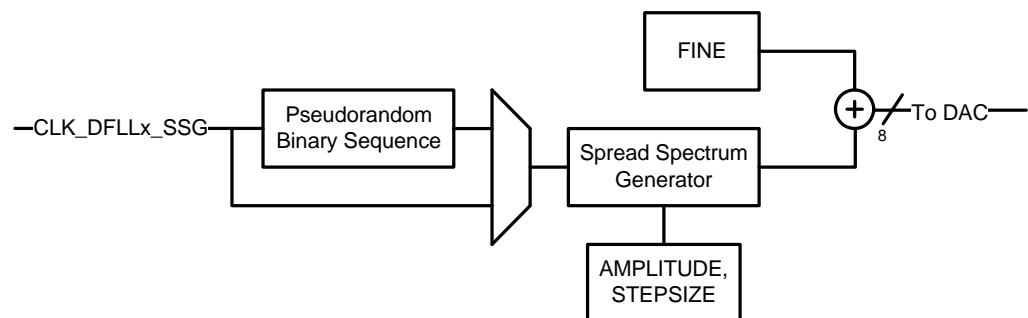 FINE
CLK_DFLLx_SSG
Pseudorandom
Binary Sequence
Spread Spectrum
Generator
+
8
To DAC
AMPLITUDE,
STEPSIZE